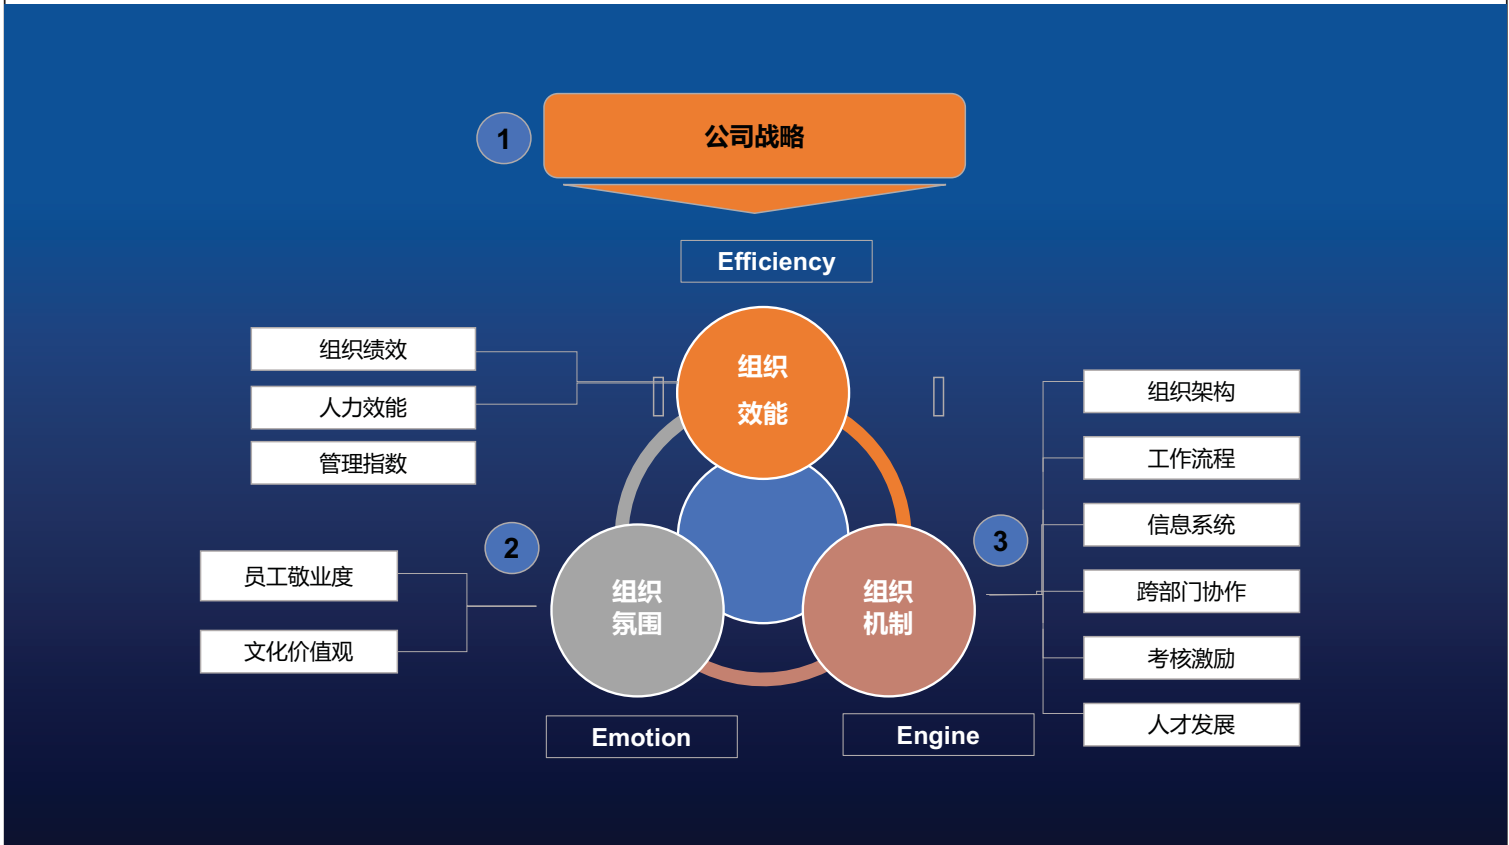 1
公司战略
Efficiency
组织
效能
组织绩效
人力效能
管理指数
2
员工敬业度
文化价值观
组织
氛围
Emotion
3
组织
机制
Engine
组织架构
工作流程
信息系统
跨部门协作
考核激励
人才发展